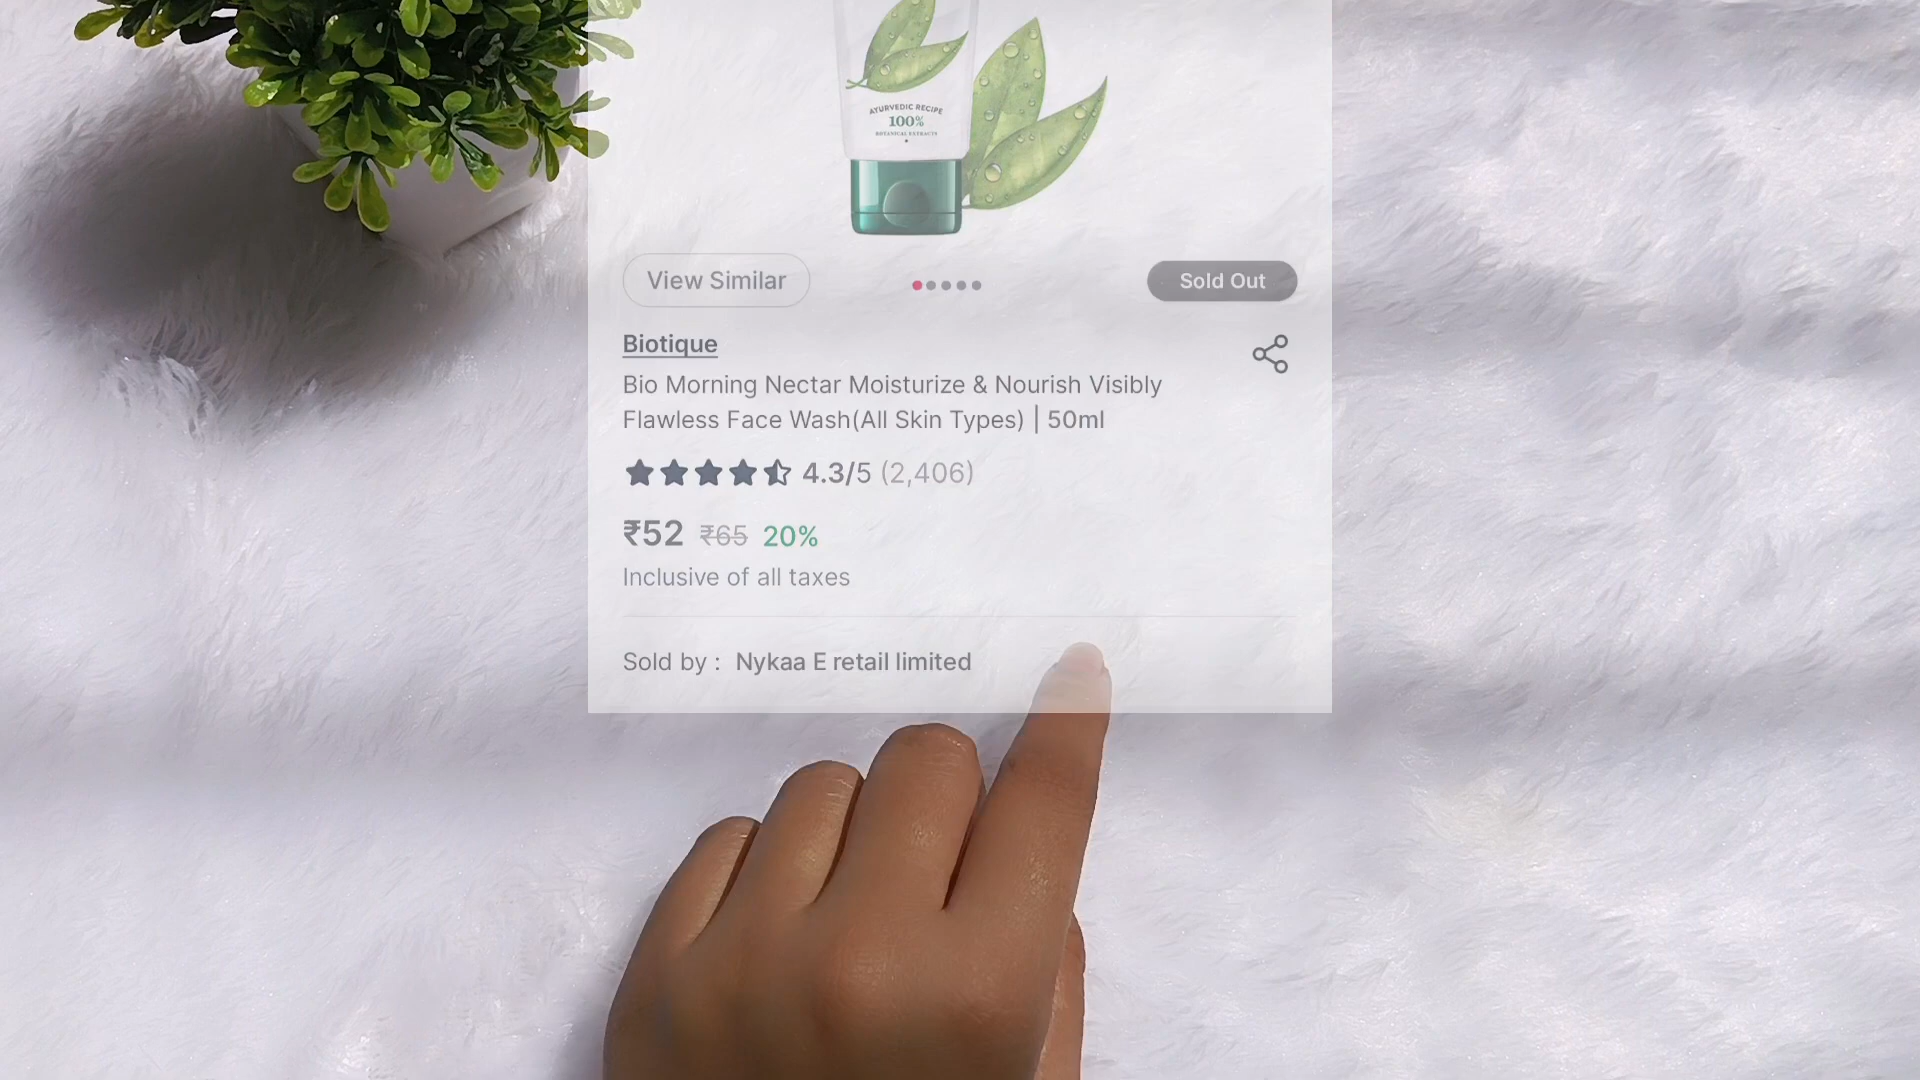 AYURVEDIC RECIPE
100%
BOTANICAL EXTRACTS
View Similar
Sold Out
Biotique
Bio Morning Nectar Moisturize & Nourish Visibly
Flawless Face Wash(All Skin Types) | 50ml
4.3/5 (2,406)
₹52 ₹65 20%
Inclusive of all taxes
Sold by : Nykaa E retail limited